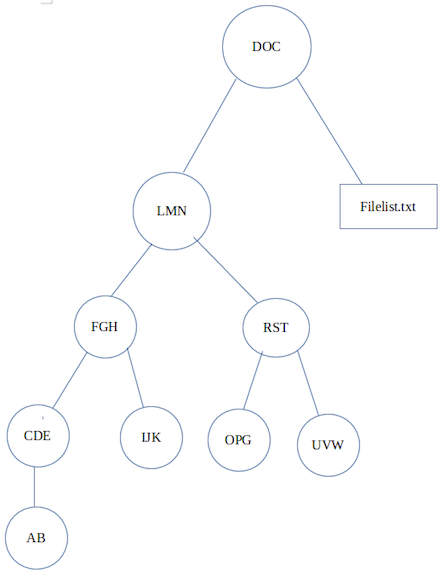 DOC
LMN
Filelist.txt
FGH
RST
CDE
IJK
OPG
UVW
AB